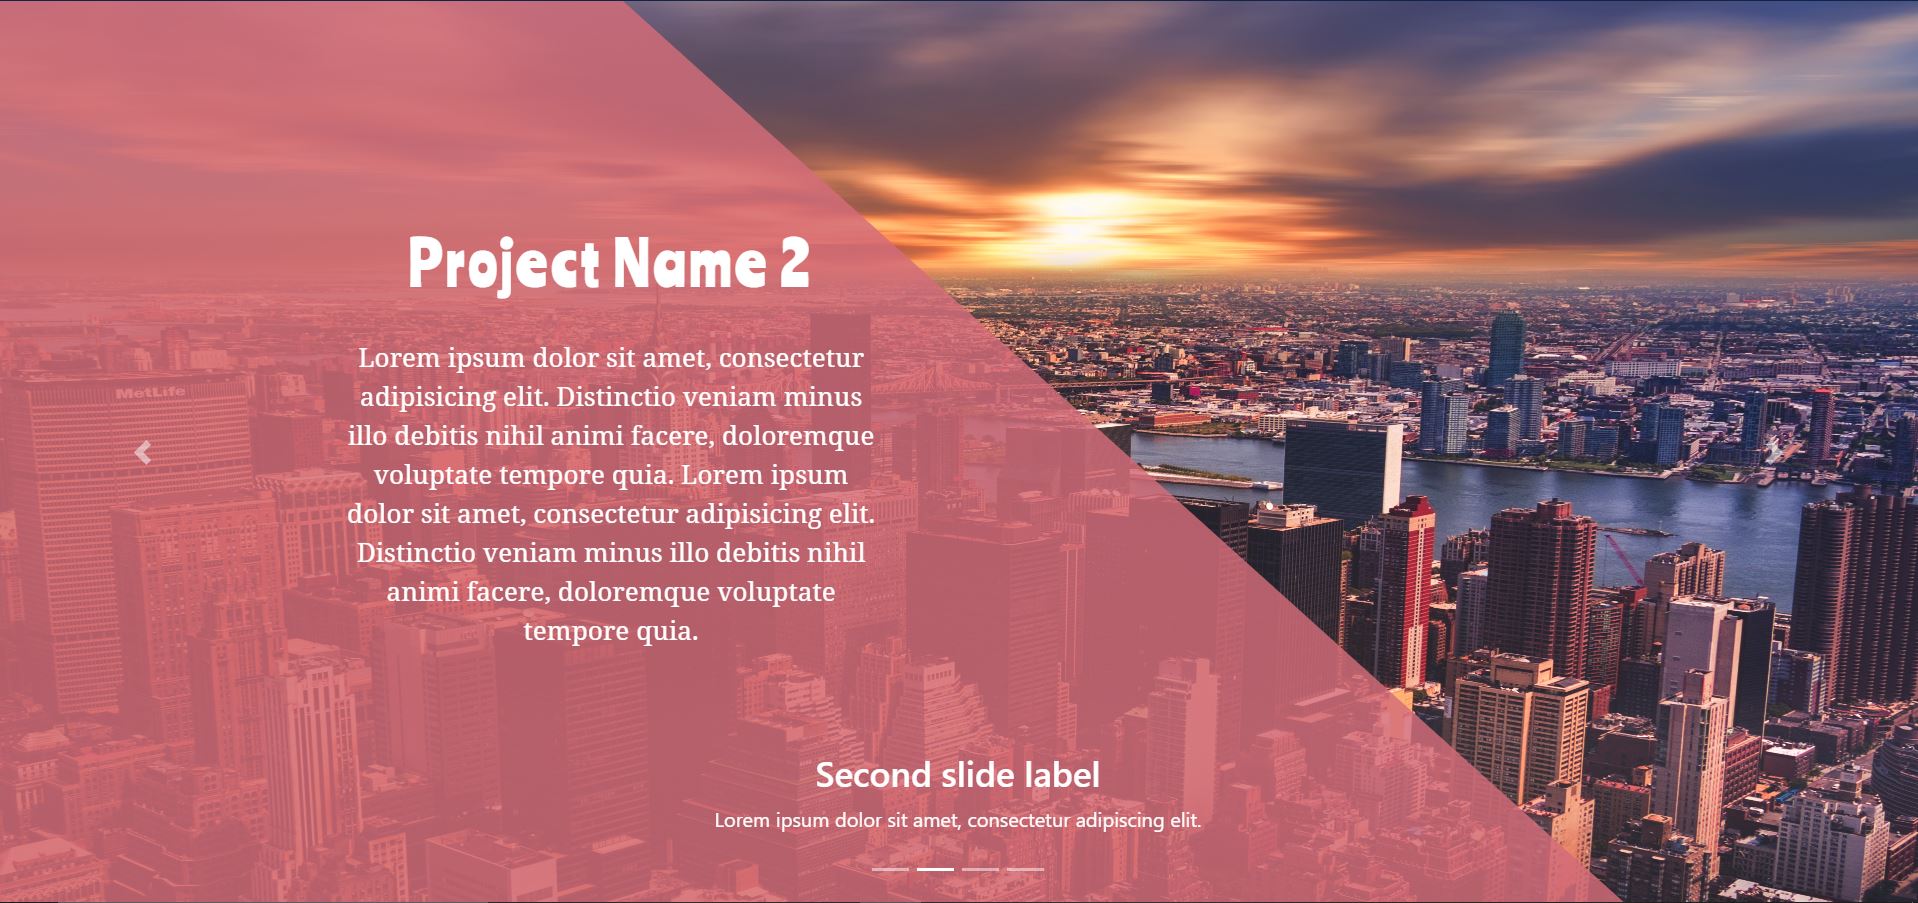 Project Name 2
Lorem ipsum dolor sit amet, consectetur
adipisicing elit. Distinctio veniam minus
illo debitis nihil animi facere, doloremque
voluptate tempore quia. Lorem ipsum
dolor sit amet, consectetur adipisicing elit.
Distinctio veniam minus illo debitis nihil
animi facere, doloremque voluptate
tempore quia.
MetLife
Second slide label
Lorem ipsum dolor sit amet, consectetur adipiscing elit.